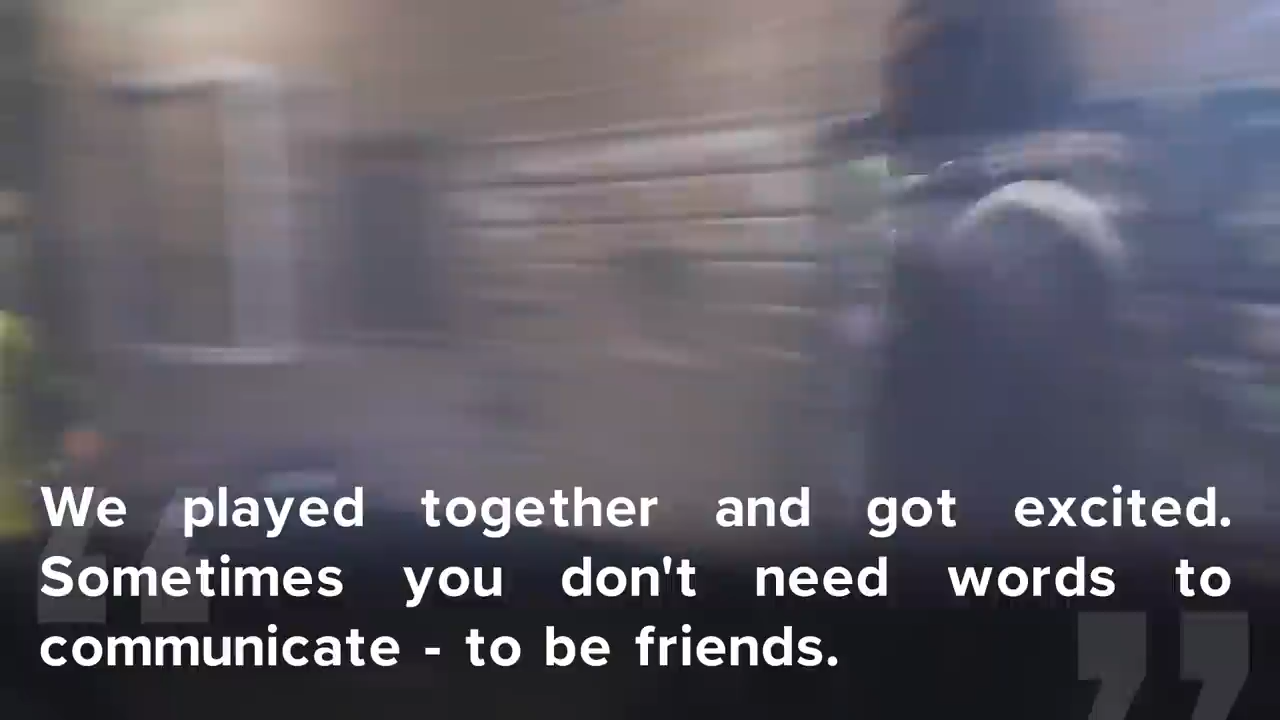 We played together and got excited.
Sometimes you don't need words to
communicate - to be friends.